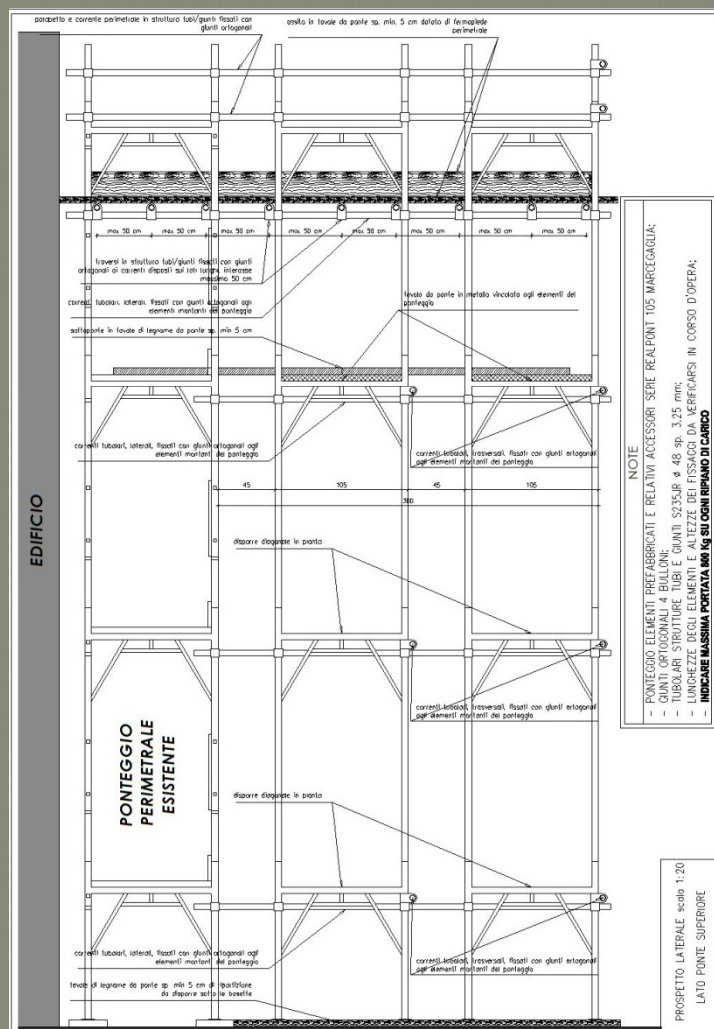 parapetto e corrente perimetrale in struttura tubi/giunti fissati con
giunti ortogonali
assito in tavole da ponte sp. min. 5 cm dotato di fermapiede
perimetrale
max 50 cm
max. 50 cm
max. 50 cm
max 50 cm
max. 50 cm
max. 50 cm
max. 50 cm
max. 50 cm
traversi in struttura tubi/giunti fissati con giunti
ortogonali ai correnti disposti sui lati lunghi, interasse
massimo 50 cm
correnti tubolari, laterali, fissati con giunti ortogonali agli
elementi montanti del ponteggio
tavola da ponte in metallo vincolata agli elementi del
ponteggio
sottoponte in tavole di legname da ponte sp. min 5 cm
correnti tubolari, laterali, fissati con giunti ortogonali agli
elementi montanti del ponteggio
correnti tubolari, trasversali, fissati con giunti ortogonali
agli elementi montanti del ponteggio
45
105
45
105
300
EDIFICIO
disporre diagonale in pianta
PONTEGGIO
PERIMETRALE
ESISTENTE
correnti tubolari, trasversali, fissati con giunti ortogonali
agli elementi montanti del ponteggio
disporre diagonale in pianta
correnti tubolari, laterali, fissati con giunti ortogonali agli
elementi montanti del ponteggio
correnti tubolari, trasversali, fissati con giunti ortogonali
agli elementi montanti del ponteggio
tavole di legname da ponte sp. min 5 cm di ripartizione
da disporre sotto le basette
NOTE
- PONTEGGIO ELEMENTI PREFABBRICATI E RELATIVI ACCESSORI SERIE REALPONT 105 MARCEGAGLIA;
- GIUNTI ORTOGONALI 4 BULLONI;
- TUBOLARI STRUTTURE TUBI E GIUNTI S235JR ø 48 sp. 3.25 mm;
- LUNGHEZZE DEGLI ELEMENTI E ALTEZZE DEI FISSAGGI DA VERIFICARSI IN CORSO D'OPERA;
- INDICARE MASSIMA PORTATA 800 Kg SU OGNI RIPIANO DI CARICO
PROSPETTO LATERALE scala 1:20
LATO PONTE SUPERIORE